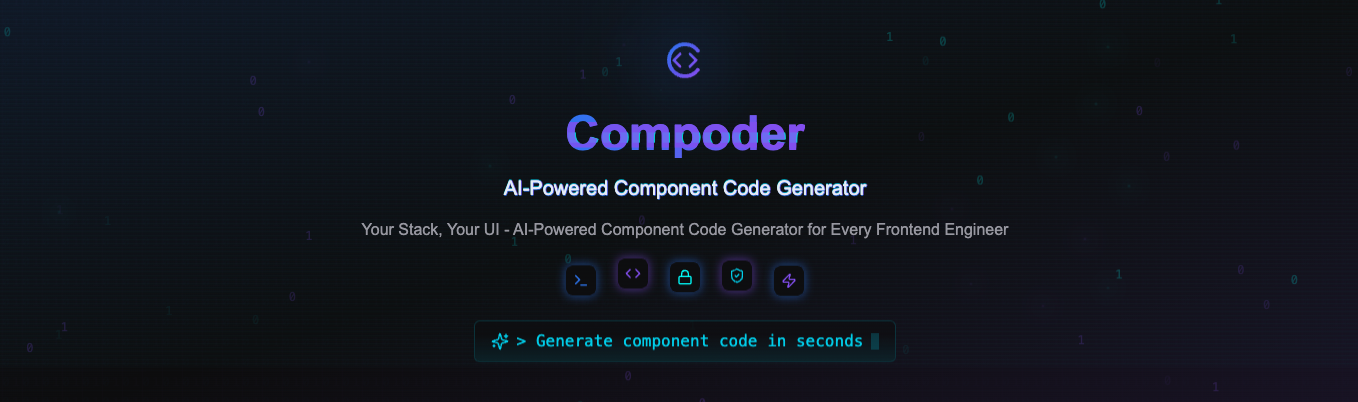 Compoder
AI-Powered Component Code Generator
Your Stack, Your UI - AI-Powered Component Code Generator for Every Frontend Engineer
> Generate component code in seconds